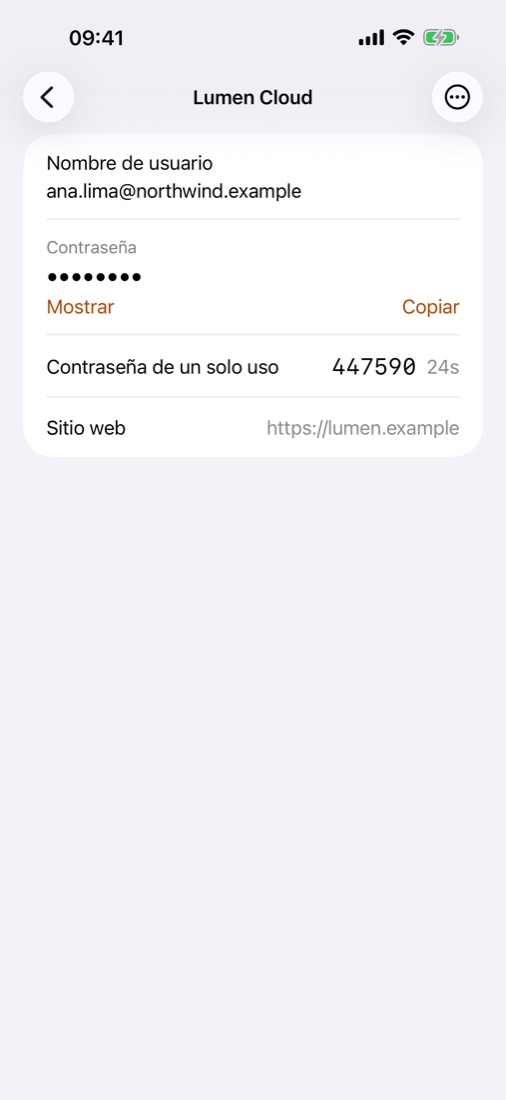 09:41
Lumen Cloud
Nombre de usuario
ana.lima@northwind.example
Contraseña
••••••••
Mostrar Copiar
Contraseña de un solo uso 447590 24s
Sitio web https://lumen.example